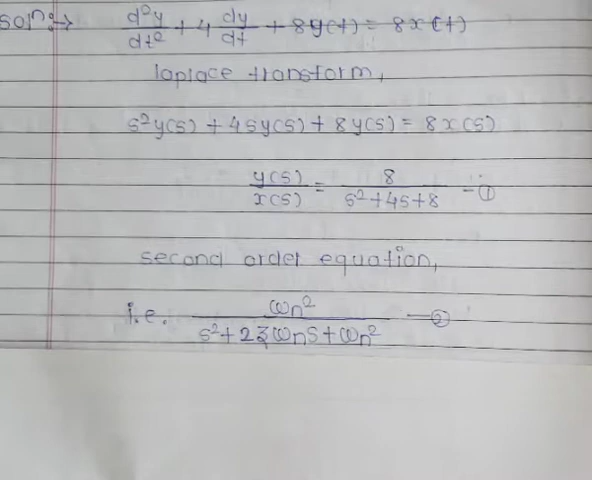 soln:→ d²y/dt² + 4 dy/dt + 8y(t) = 8x(t)
laplace transform,
s²y(s) + 4sy(s) + 8y(s) = 8x(s)
y(s)/x(s) = 8/s²+4s+8 —①
second order equation,
i.e. ωn²/s²+2ξωns+ωn² —②